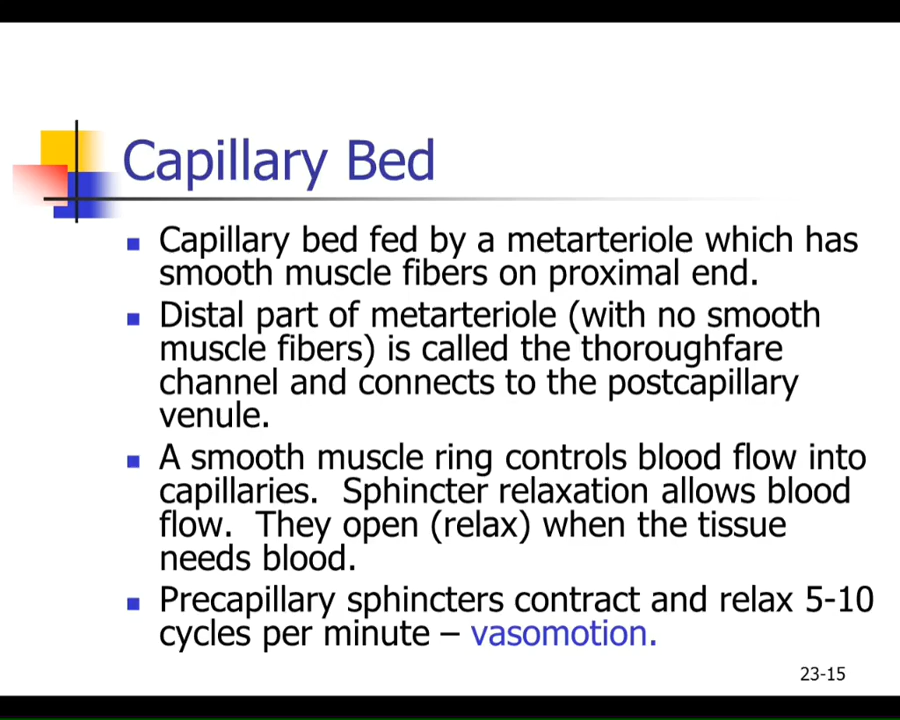 Capillary Bed
Capillary bed fed by a metarteriole which has
smooth muscle fibers on proximal end.
Distal part of metarteriole (with no smooth
muscle fibers) is called the thoroughfare
channel and connects to the postcapillary
venule.
A smooth muscle ring controls blood flow into
capillaries.  Sphincter relaxation allows blood
flow.  They open (relax) when the tissue
needs blood.
Precapillary sphincters contract and relax 5-10
cycles per minute – vasomotion.
23-15